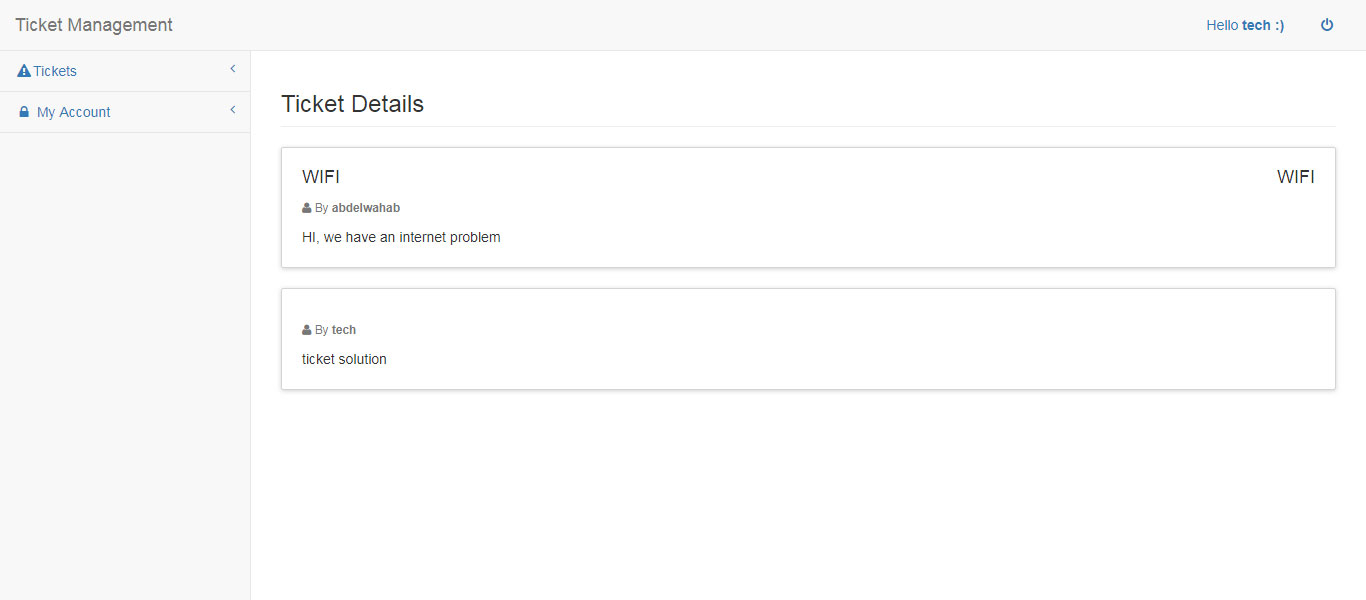 Ticket Management
Hello tech :)
Tickets
My Account
Ticket Details
WIFI
WIFI
By abdelwahab
HI, we have an internet problem
By tech
ticket solution